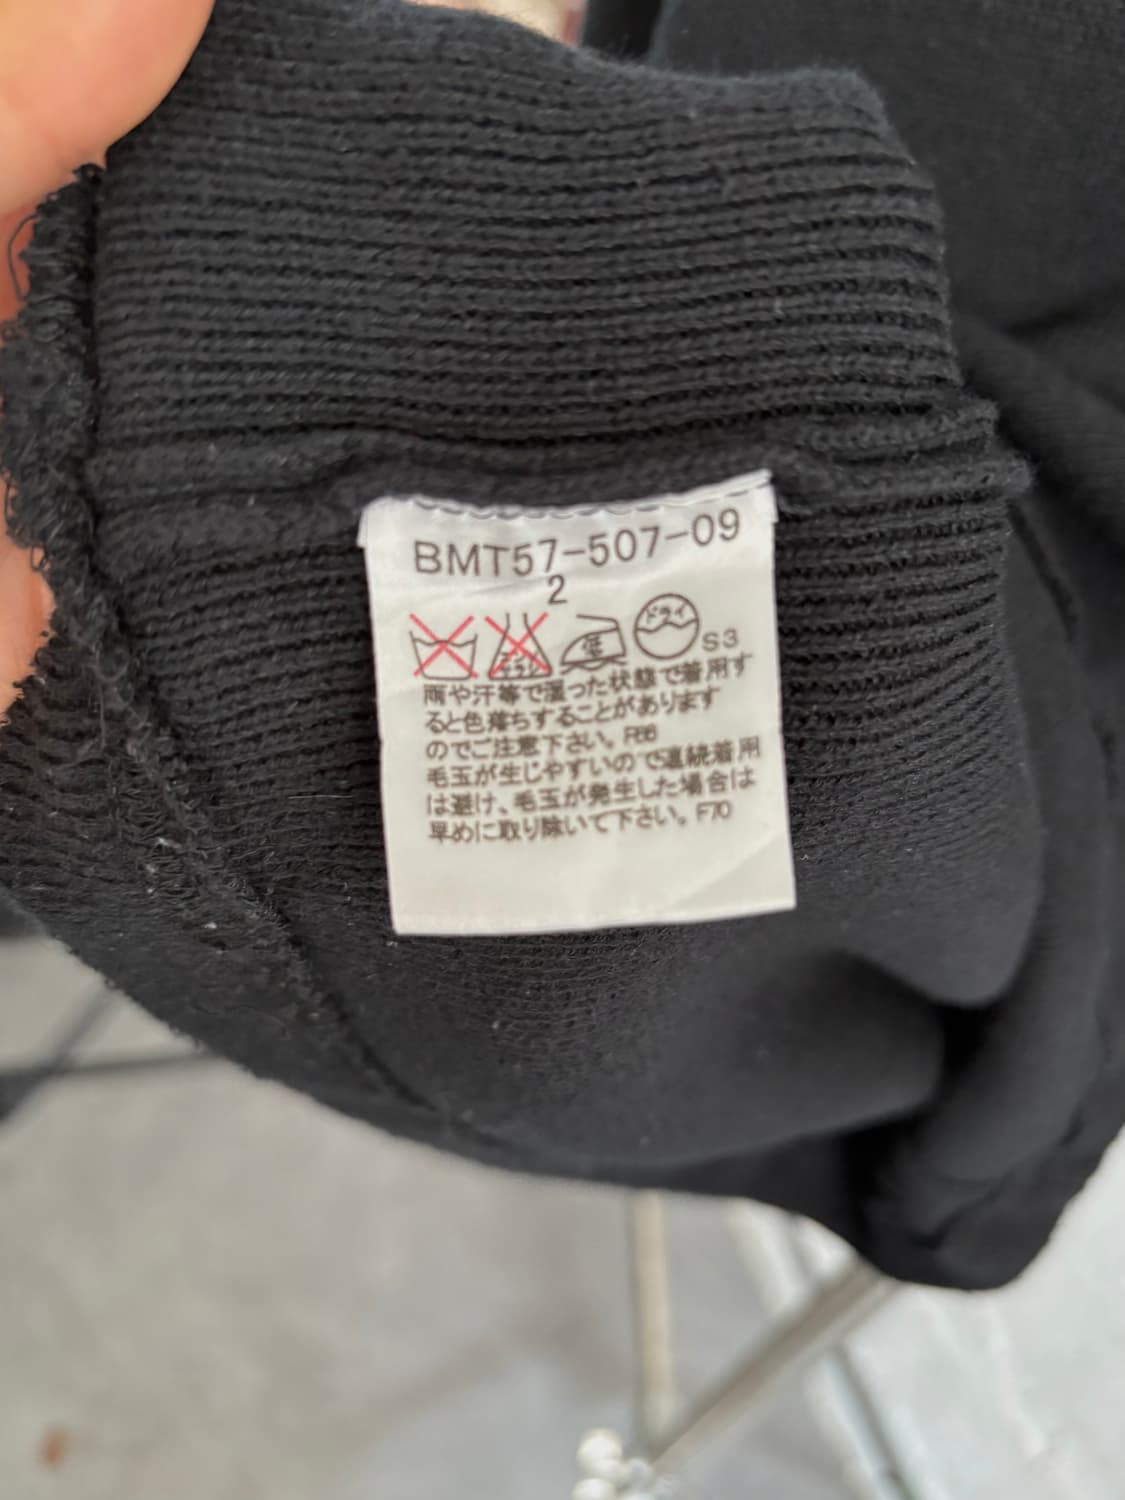 BMT57-507-09
2
低 ドライ S3
雨や汗等で湿った状態で着用す
ると色落ちすることがあります
のでご注意下さい。R86
毛玉が生じやすいので連続着用
は避け、毛玉が発生した場合は
早めに取り除いて下さい。F70